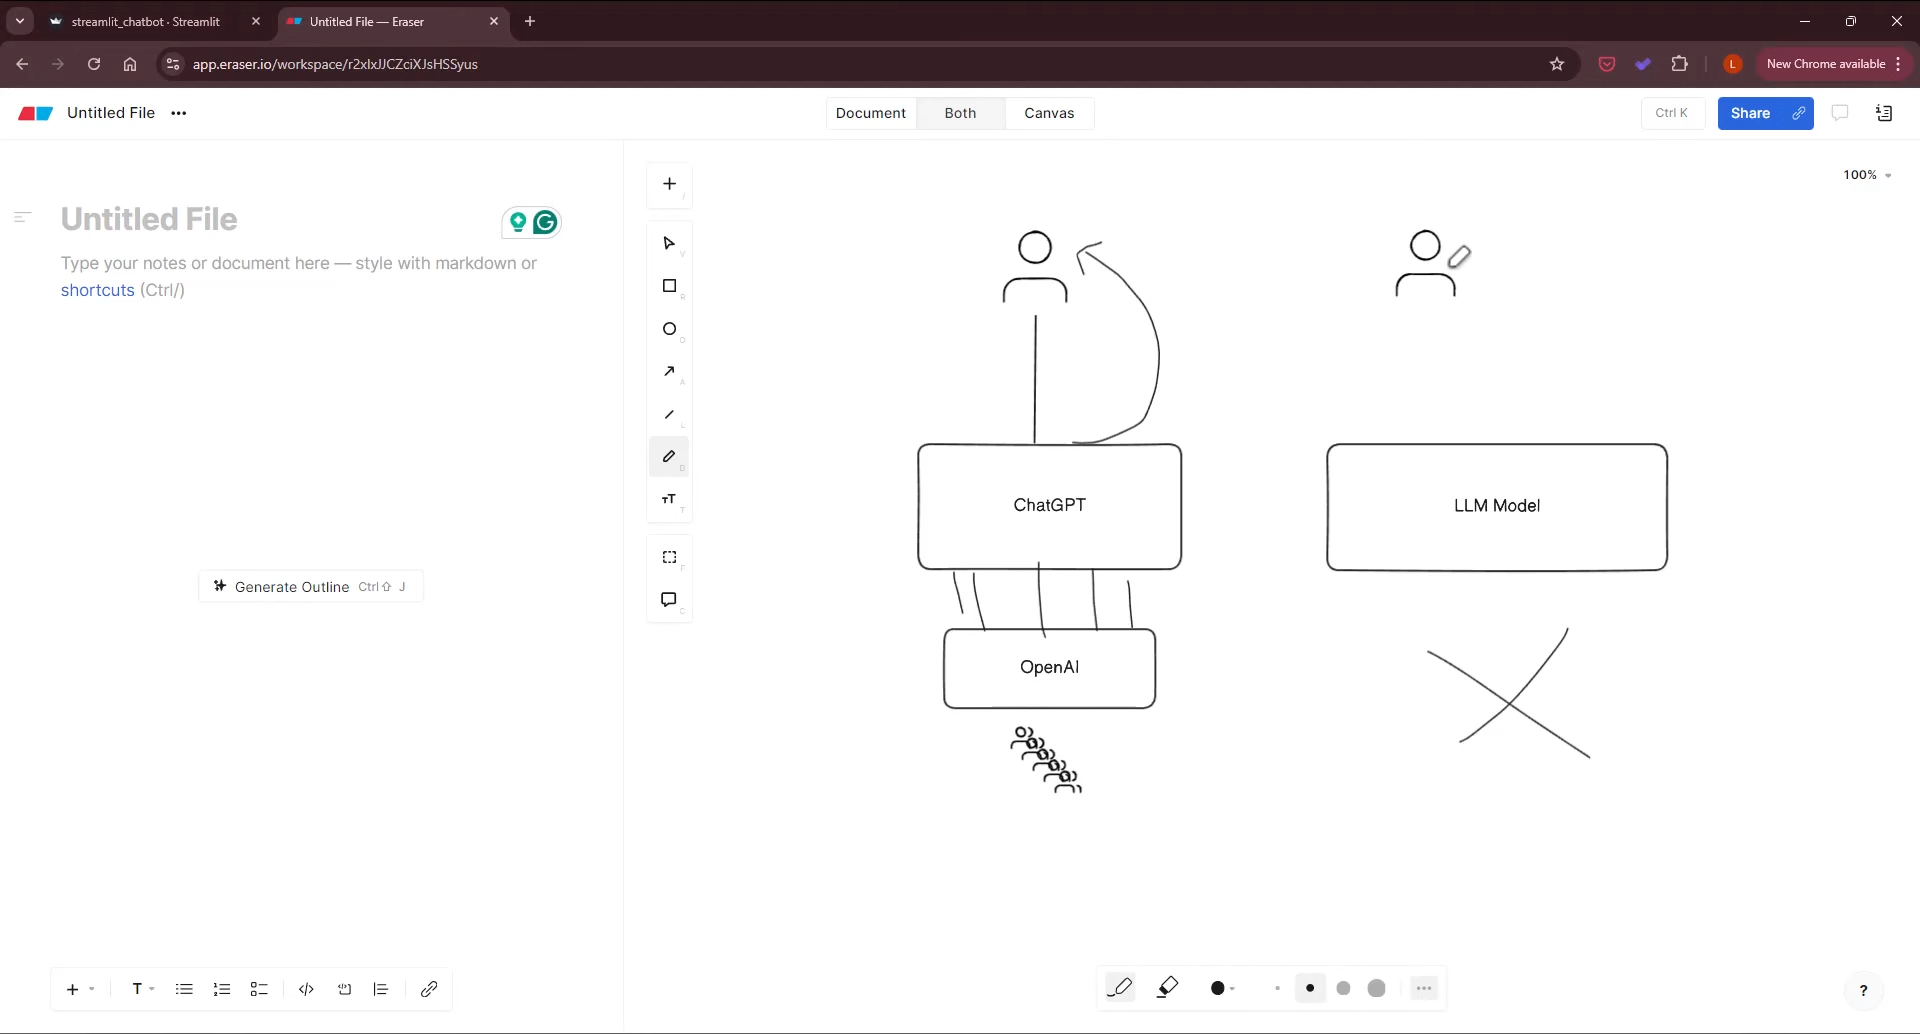 streamlit_chatbot · Streamlit
Untitled File — Eraser
app.eraser.io/workspace/r2xlxJJCZciXJsHSSyus
L
New Chrome available
Untitled File
Document
Both
Canvas
Ctrl K
Share
100%
Untitled File
Type your notes or document here — style with markdown or
shortcuts (Ctrl/)
Generate Outline Ctrl⇧ J
/
V
R
O
A
L
D
T
F
C
ChatGPT
LLM Model
OpenAI
T
?